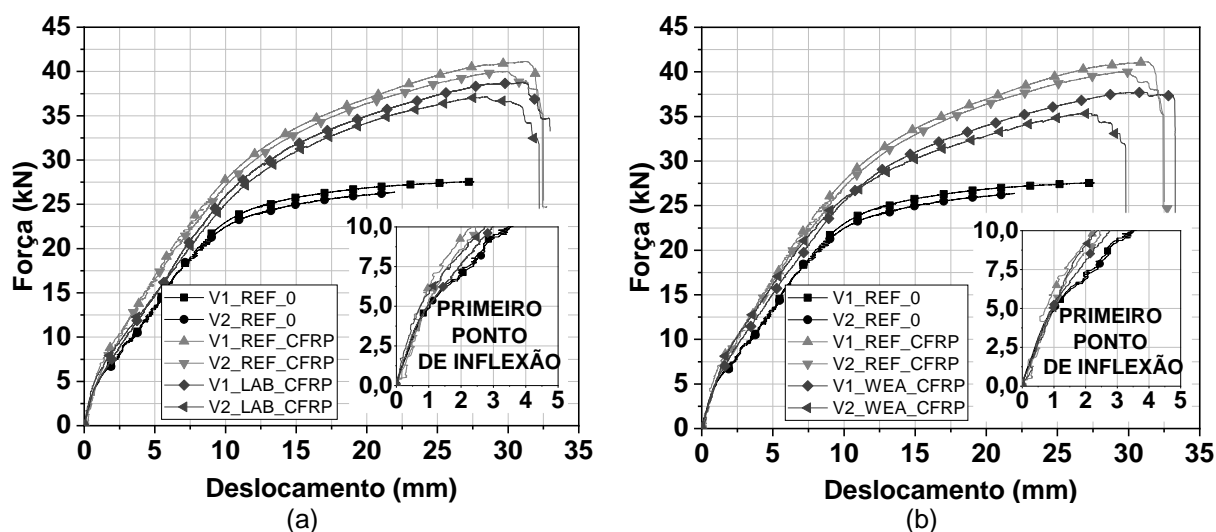 45
40
35
30
25
20
15
10
5
0
Força (kN)
0 5 10 15 20 25 30 35
Deslocamento (mm)
(a)
V1_REF_0
V2_REF_0
V1_REF_CFRP
V2_REF_CFRP
V1_LAB_CFRP
V2_LAB_CFRP
10,0
7,5
5,0
2,5
0,0
0 1 2 3 4 5
PRIMEIRO
PONTO
DE INFLEXÃO
45
40
35
30
25
20
15
10
5
0
Força (kN)
0 5 10 15 20 25 30 35
Deslocamento (mm)
(b)
V1_REF_0
V2_REF_0
V1_REF_CFRP
V2_REF_CFRP
V1_WEA_CFRP
V2_WEA_CFRP
10,0
7,5
5,0
2,5
0,0
0 1 2 3 4 5
PRIMEIRO
PONTO
DE INFLEXÃO